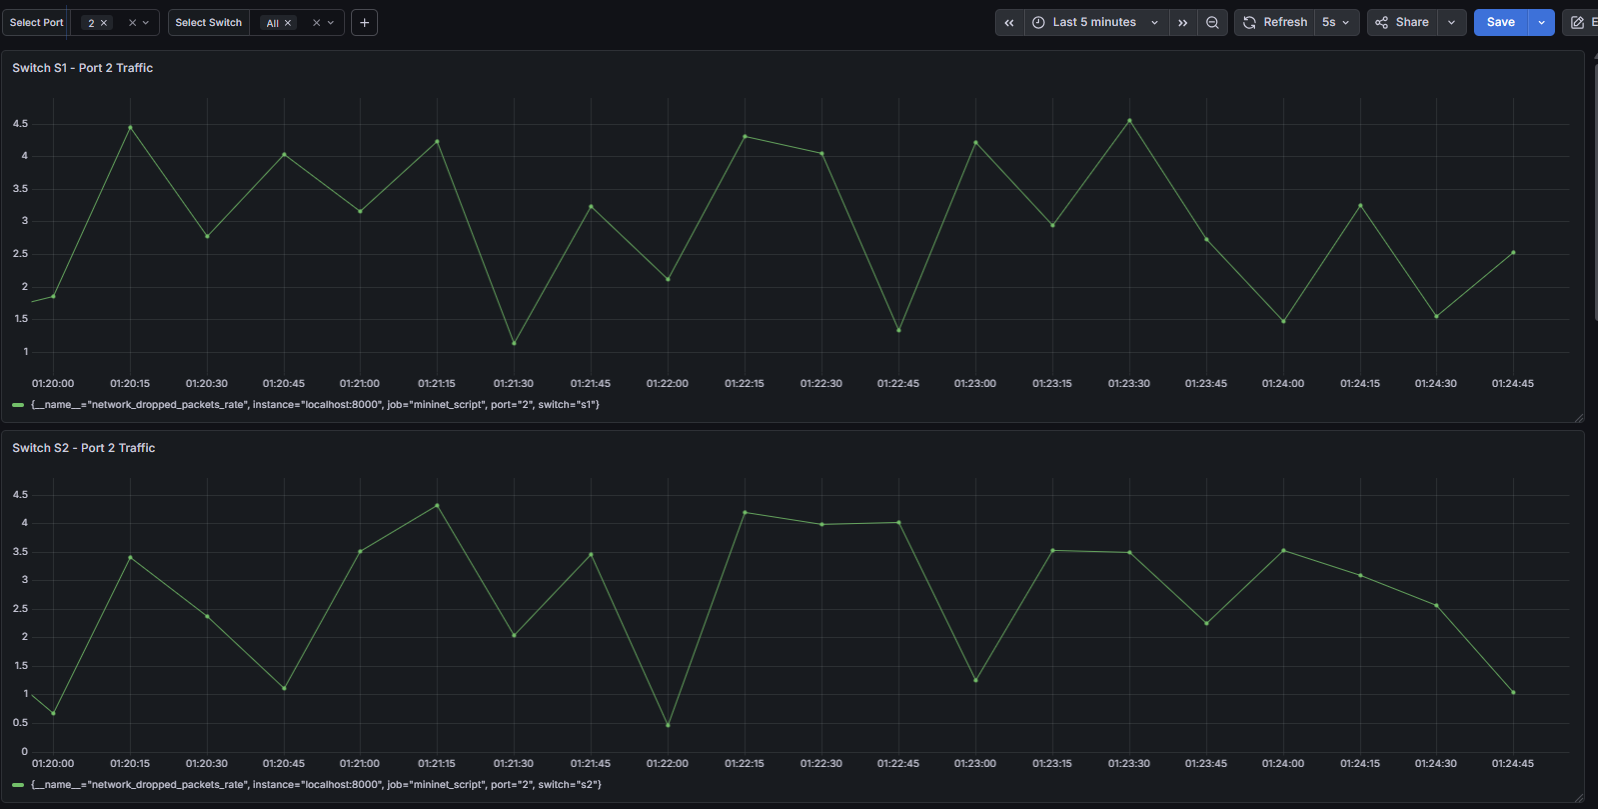 Select Port 2 Select Switch All Last 5 minutes Refresh 5s Share Save
Switch S1 - Port 2 Traffic
4.5
4
3.5
3
2.5
2
1.5
1
01:20:00 01:20:15 01:20:30 01:20:45 01:21:00 01:21:15 01:21:30 01:21:45 01:22:00 01:22:15 01:22:30 01:22:45 01:23:00 01:23:15 01:23:30 01:23:45 01:24:00 01:24:15 01:24:30 01:24:45
{__name__="network_dropped_packets_rate", instance="localhost:8000", job="mininet_script", port="2", switch="s1"}
Switch S2 - Port 2 Traffic
4.5
4
3.5
3
2.5
2
1.5
1
0.5
0
01:20:00 01:20:15 01:20:30 01:20:45 01:21:00 01:21:15 01:21:30 01:21:45 01:22:00 01:22:15 01:22:30 01:22:45 01:23:00 01:23:15 01:23:30 01:23:45 01:24:00 01:24:15 01:24:30 01:24:45
{__name__="network_dropped_packets_rate", instance="localhost:8000", job="mininet_script", port="2", switch="s2"}